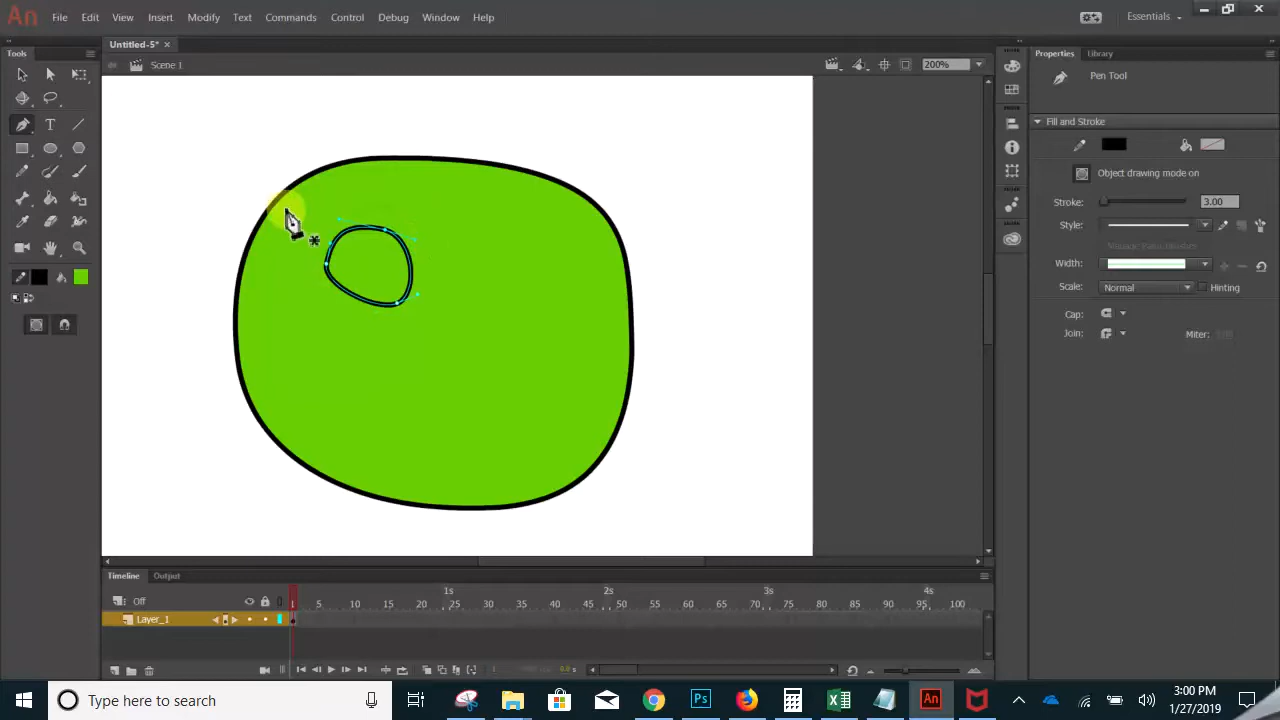 An File Edit View Insert Modify Text Commands Control Debug Window Help Essentials
Untitled-5* ×
Tools
Scene 1
200%
Properties Library
Pen Tool
Fill and Stroke
Object drawing mode on
Stroke: 3.00
Style:
Width:
Scale: Normal Hinting
Cap:
Join: Miter:
Timeline Output
1s 2s 3s 4s
Off 1 5 10 15 20 25 30 35 40 45 50 55 60 65 70 75 80 85 90 95 100
Layer_1
Type here to search
Ps
An
3:00 PM
1/27/2019